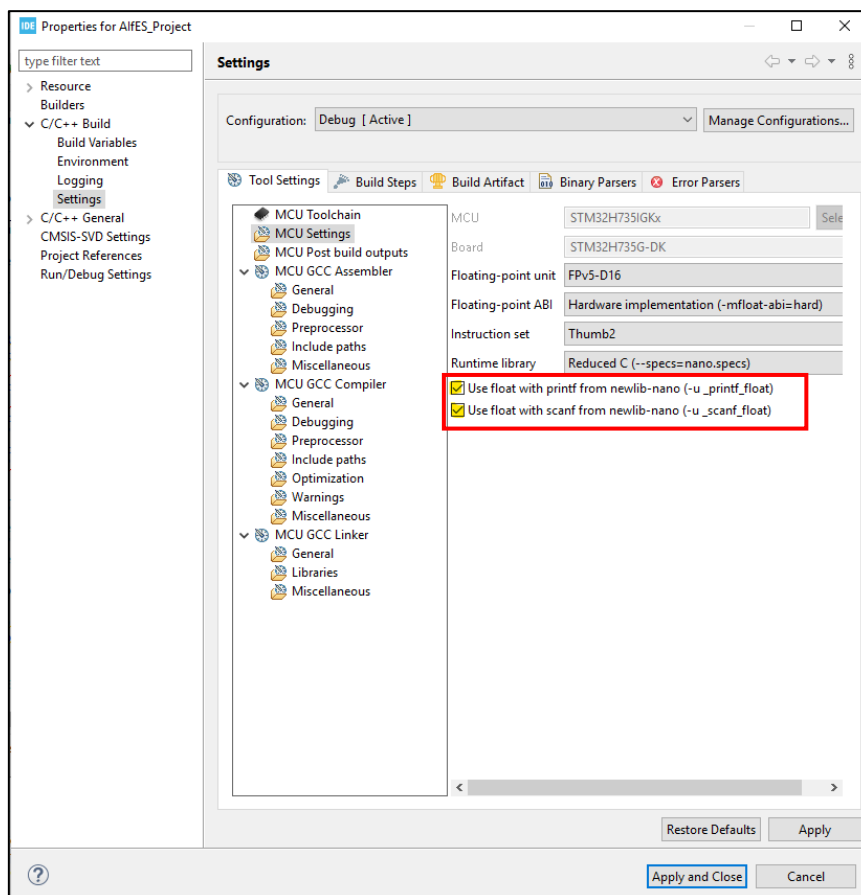 IDE Properties for AIfES_Project
type filter text
Resource
Builders
C/C++ Build
Build Variables
Environment
Logging
Settings
C/C++ General
CMSIS-SVD Settings
Project References
Run/Debug Settings
Settings
Configuration: Debug [ Active ] Manage Configurations...
Tool Settings Build Steps Build Artifact Binary Parsers Error Parsers
MCU Toolchain
MCU Settings
MCU Post build outputs
MCU GCC Assembler
General
Debugging
Preprocessor
Include paths
Miscellaneous
MCU GCC Compiler
General
Debugging
Preprocessor
Include paths
Optimization
Warnings
Miscellaneous
MCU GCC Linker
General
Libraries
Miscellaneous
MCU STM32H735IGKx Sele
Board STM32H735G-DK
Floating-point unit FPv5-D16
Floating-point ABI Hardware implementation (-mfloat-abi=hard)
Instruction set Thumb2
Runtime library Reduced C (--specs=nano.specs)
Use float with printf from newlib-nano (-u _printf_float)
Use float with scanf from newlib-nano (-u _scanf_float)
Restore Defaults Apply
? Apply and Close Cancel